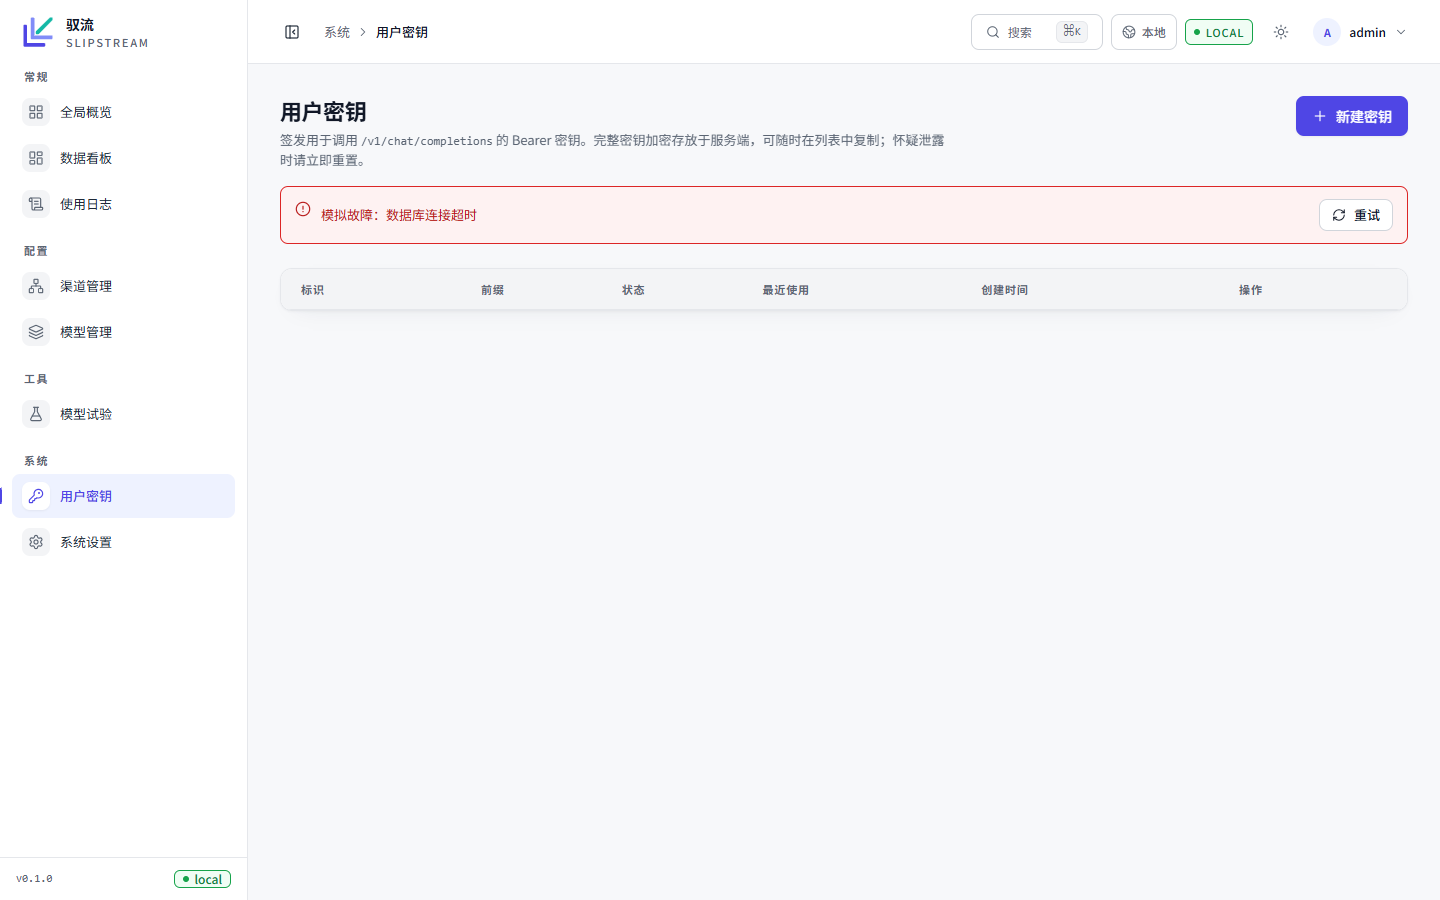 驭流
SLIPSTREAM
常规
全局概览
数据看板
使用日志
配置
渠道管理
模型管理
工具
模型试验
系统
用户密钥
系统设置
v0.1.0
local
系统 > 用户密钥
搜索 ⌘K
本地
LOCAL
A
admin
用户密钥
签发用于调用 /v1/chat/completions 的 Bearer 密钥。完整密钥加密存放于服务端，可随时在列表中复制；怀疑泄露
时请立即重置。
新建密钥
模拟故障：数据库连接超时
重试
标识 前缀 状态 最近使用 创建时间 操作